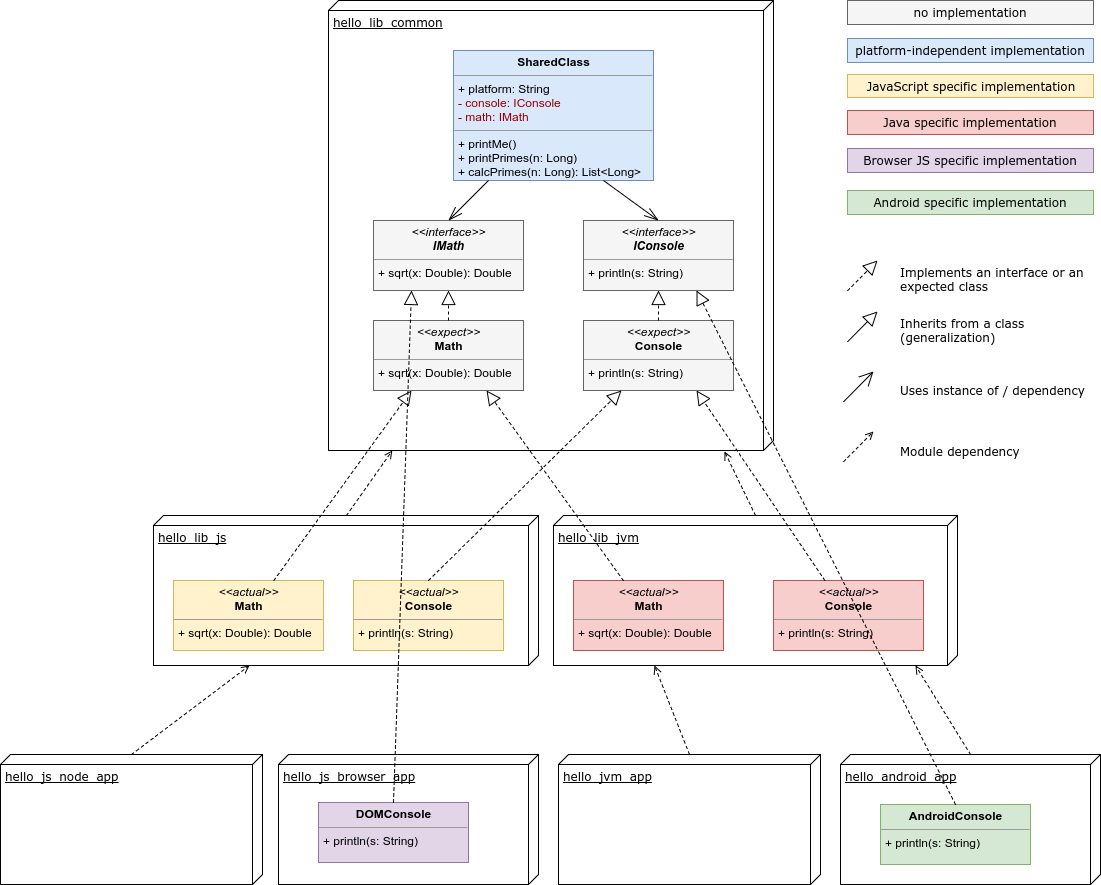 hello_lib_common
SharedClass
+ platform: String
- console: IConsole
- math: IMath
+ printMe()
+ printPrimes(n: Long)
+ calcPrimes(n: Long): List<Long>
<<interface>>
IMath
+ sqrt(x: Double): Double
<<interface>>
IConsole
+ println(s: String)
<<expect>>
Math
+ sqrt(x: Double): Double
<<expect>>
Console
+ println(s: String)
no implementation
platform-independent implementation
JavaScript specific implementation
Java specific implementation
Browser JS specific implementation
Android specific implementation
Implements an interface or an
expected class
Inherits from a class
(generalization)
Uses instance of / dependency
Module dependency
hello_lib_js
<<actual>>
Math
+ sqrt(x: Double): Double
<<actual>>
Console
+ println(s: String)
hello_lib_jvm
<<actual>>
Math
+ sqrt(x: Double): Double
<<actual>>
Console
+ println(s: String)
hello_js_node_app
hello_js_browser_app
DOMConsole
+ println(s: String)
hello_jvm_app
hello_android_app
AndroidConsole
+ println(s: String)